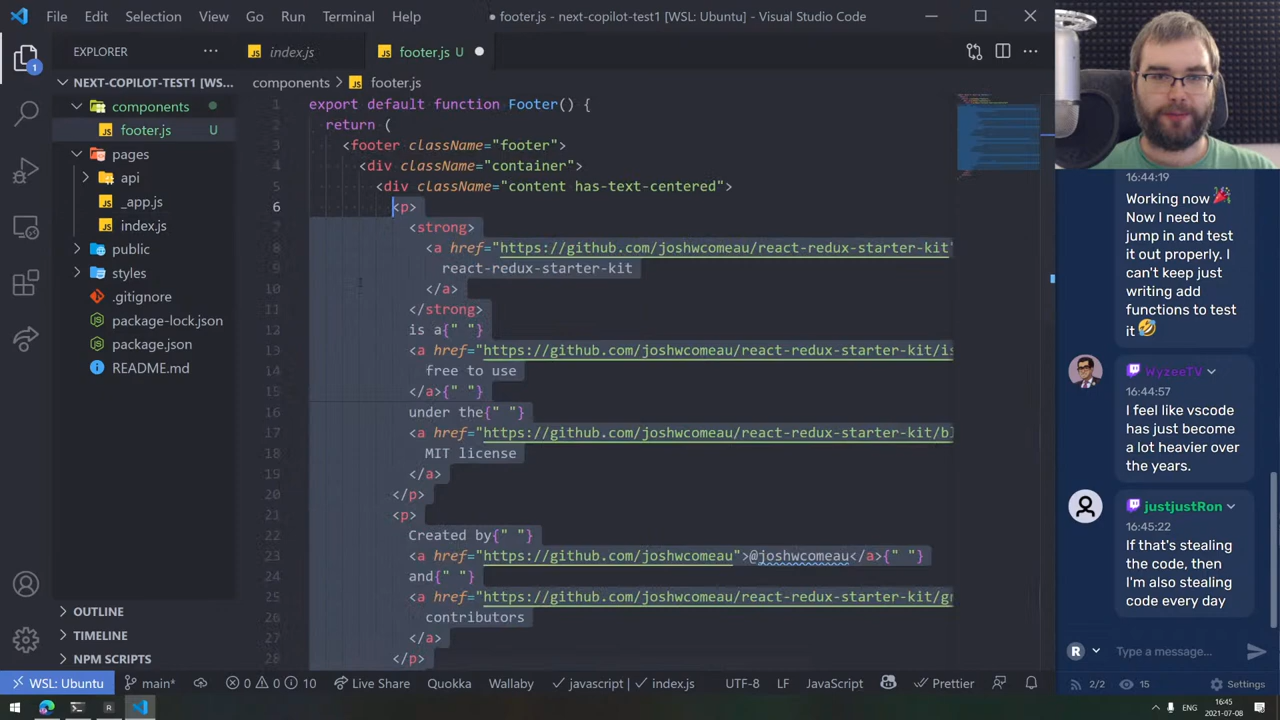 File Edit Selection View Go Run Terminal Help
footer.js - next-copilot-test1 [WSL: Ubuntu] - Visual Studio Code
EXPLORER
NEXT-COPILOT-TEST1 [WS...
components
footer.js U
pages
api
_app.js
index.js
public
styles
.gitignore
package-lock.json
package.json
README.md
OUTLINE
TIMELINE
NPM SCRIPTS
1
index.js
footer.js U
components > footer.js
1 export default function Footer() {
2 return (
3 <footer className="footer">
4 <div className="container">
5 <div className="content has-text-centered">
6 <p>
7 <strong>
8 <a href="https://github.com/joshwcomeau/react-redux-starter-kit"
9 react-redux-starter-kit
10 </a>
11 </strong>
12 is a{" "}
13 <a href="https://github.com/joshwcomeau/react-redux-starter-kit/is
14 free to use
15 </a>{" "}
16 under the{" "}
17 <a href="https://github.com/joshwcomeau/react-redux-starter-kit/bl
18 MIT license
19 </a>
20 </p>
21 <p>
22 Created by{" "}
23 <a href="https://github.com/joshwcomeau">@joshwcomeau</a>{" "}
24 and{" "}
25 <a href="https://github.com/joshwcomeau/react-redux-starter-kit/gr
26 contributors
27 </a>
28 </p>
16:44:19
Working now🎉
Now I need to
jump in and test
it out properly. I
can't keep just
writing add
functions to test
it🤣
WyzeeTV
16:44:57
I feel like vscode
has just become
a lot heavier over
the years.
justjustRon
16:45:22
If that's stealing
the code, then
I'm also stealing
code every day
R Type a message...
2/2 15 Settings
WSL: Ubuntu main* 0 0 10 Live Share Quokka Wallaby javascript | index.js UTF-8 LF JavaScript Prettier
ENG 16:45
2021-07-08